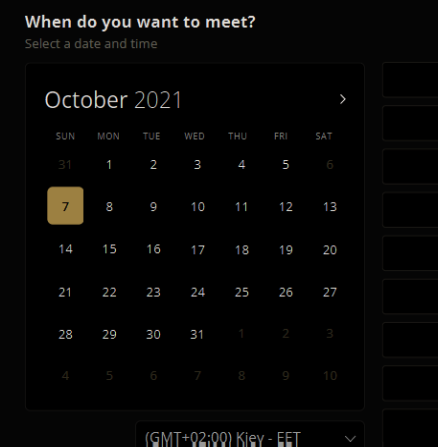 When do you want to meet?
Select a date and time
October 2021
SUN MON TUE WED THU FRI SAT
31 1 2 3 4 5 6
7 8 9 10 11 12 13
14 15 16 17 18 19 20
21 22 23 24 25 26 27
28 29 30 31 1 2 3
4 5 6 7 8 9 10
(GMT+02:00) Kiev - EET